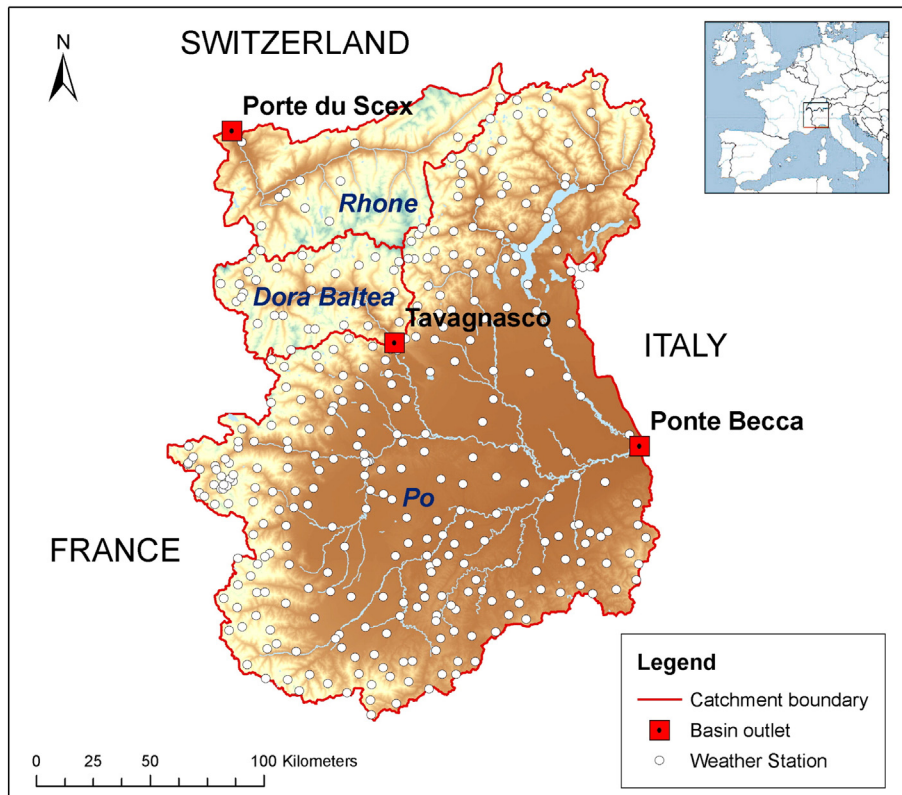 SWITZERLAND
N
Porte du Scex
Rhone
Dora Baltea
Tavagnasco
ITALY
Ponte Becca
Po
FRANCE
Legend
Catchment boundary
Basin outlet
Weather Station
0 25 50 100 Kilometers